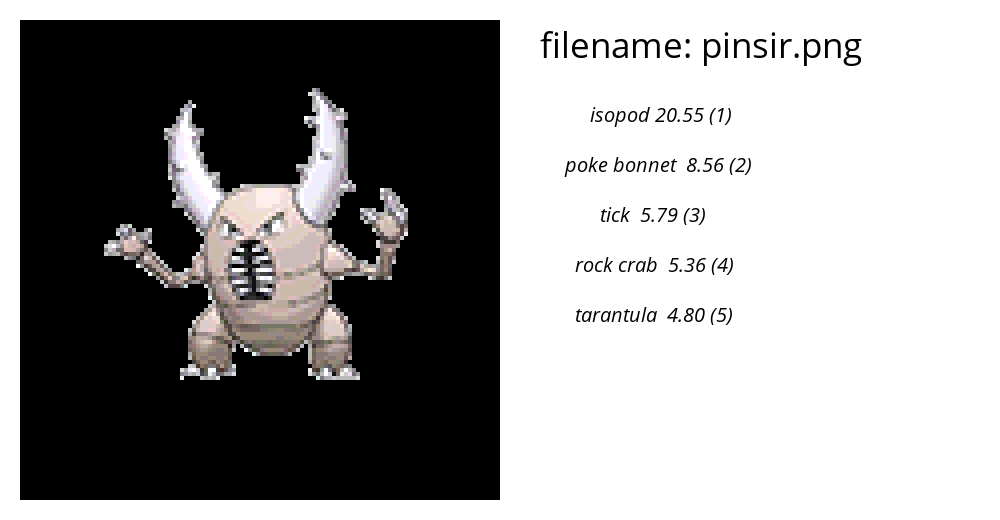 filename: pinsir.png
isopod 20.55 (1)
poke bonnet 8.56 (2)
tick 5.79 (3)
rock crab 5.36 (4)
tarantula 4.80 (5)